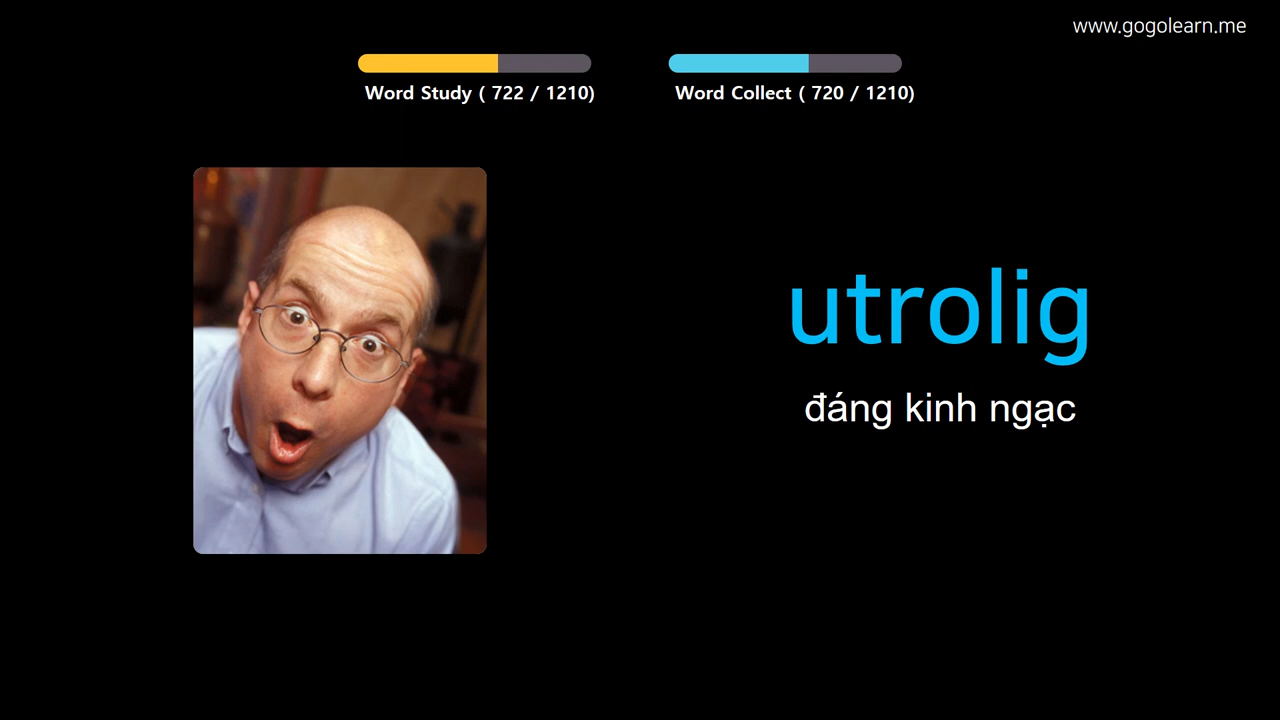 www.gogolearn.me
Word Study ( 722 / 1210)
Word Collect ( 720 / 1210)
utrolig
đáng kinh ngạc